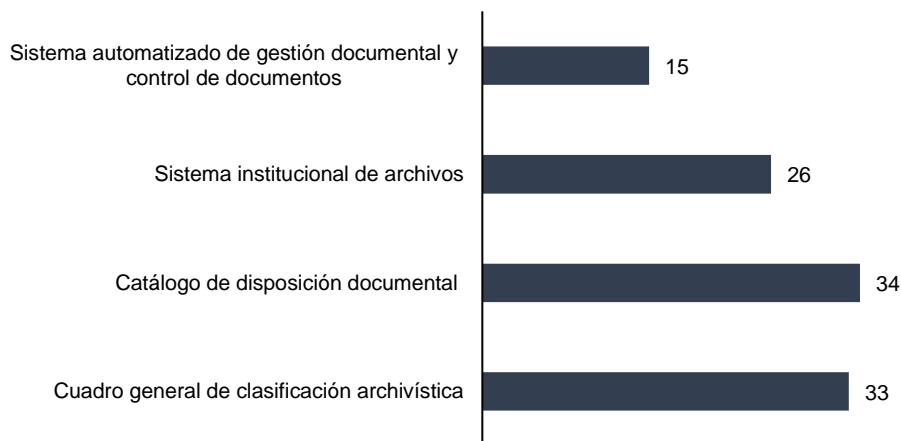 Sistema automatizado de gestión documental y
control de documentos
15
Sistema institucional de archivos
26
Catálogo de disposición documental
34
Cuadro general de clasificación archivística
33